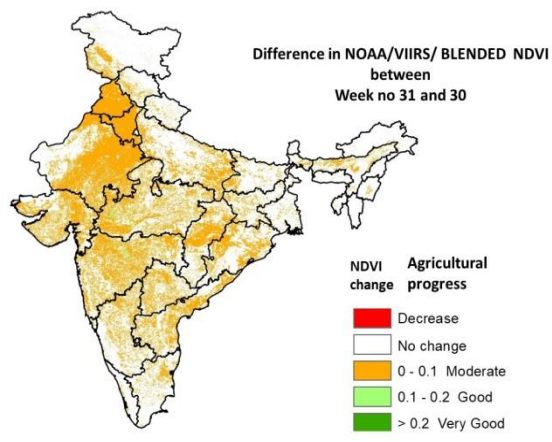 Difference in NOAA/VIIRS/ BLENDED NDVI
between
Week no 31 and 30
NDVI change
Agricultural progress
Decrease
No change
0 - 0.1 Moderate
0.1 - 0.2 Good
> 0.2 Very Good